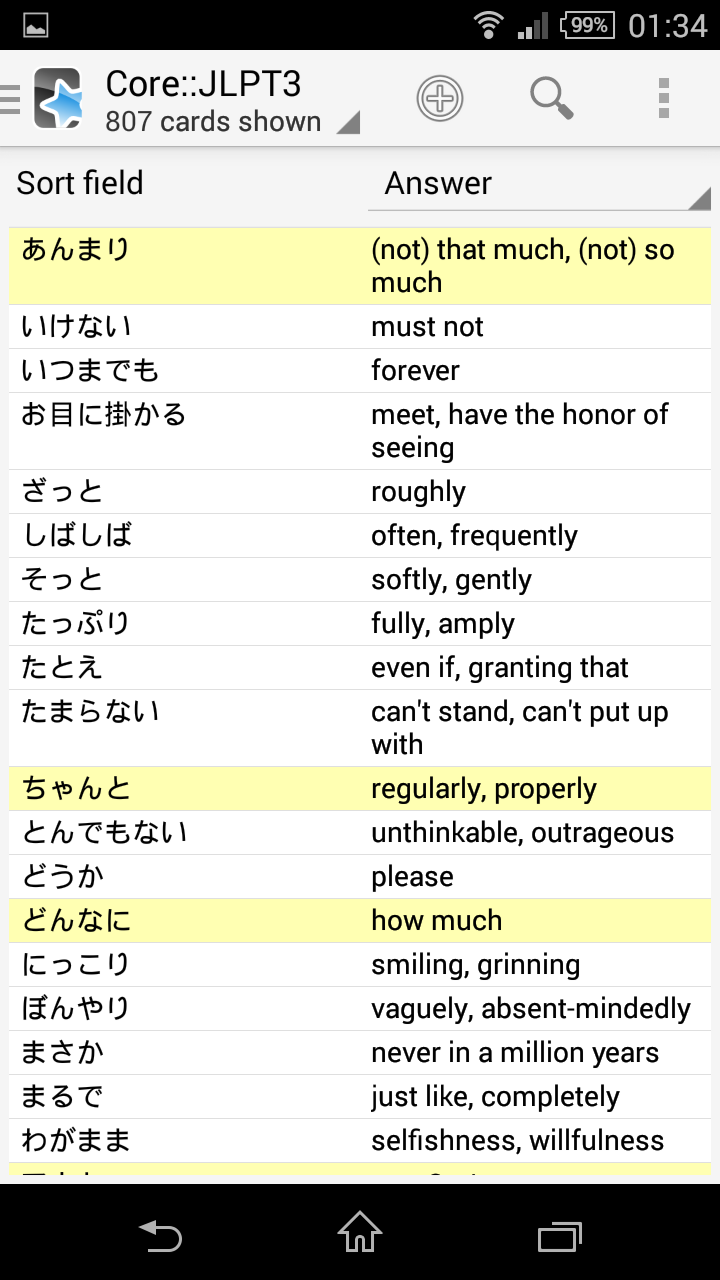 99% 01:34
Core::JLPT3
807 cards shown
Sort field Answer
あんまり (not) that much, (not) so
much
いけない must not
いつまでも forever
お目に掛かる meet, have the honor of
seeing
ざっと roughly
しばしば often, frequently
そっと softly, gently
たっぷり fully, amply
たとえ even if, granting that
たまらない can't stand, can't put up
with
ちゃんと regularly, properly
とんでもない unthinkable, outrageous
どうか please
どんなに how much
にっこり smiling, grinning
ぼんやり vaguely, absent-mindedly
まさか never in a million years
まるで just like, completely
わがまま selfishness, willfulness